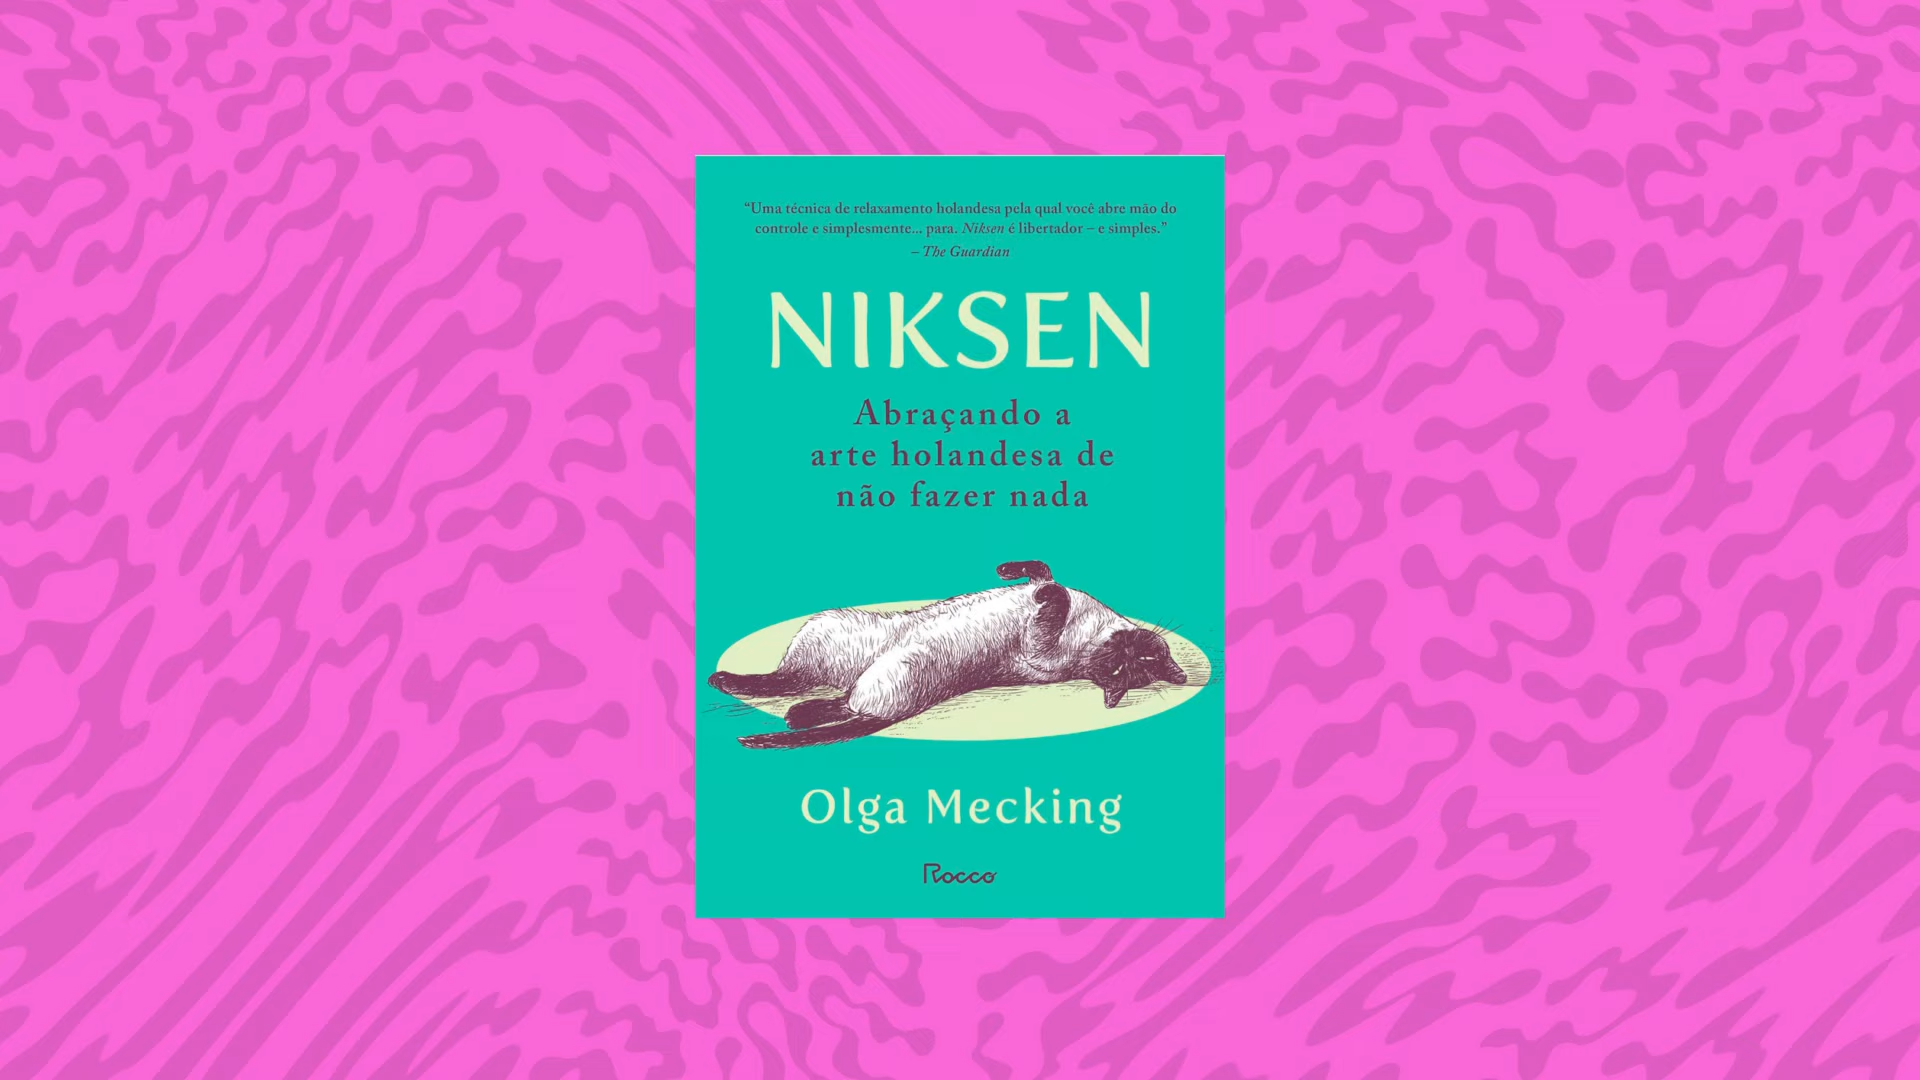 “Uma técnica de relaxamento holandesa pela qual você abre mão do
controle e simplesmente... para. Niksen é libertador – e simples.”
– The Guardian
NIKSEN
Abraçando a
arte holandesa de
não fazer nada
Olga Mecking
Rocco